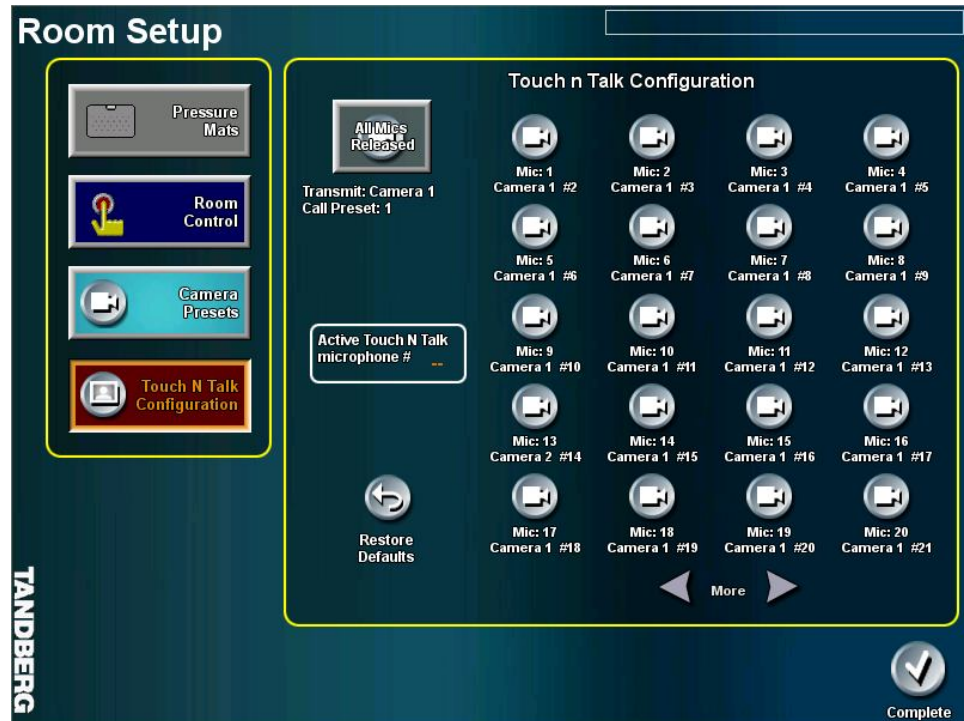 Room Setup
Pressure
Mats
Room
Control
Camera
Presets
Touch N Talk
Configuration
Touch n Talk Configuration
All Mics
Released
Transmit: Camera 1
Call Preset: 1
Active Touch N Talk
microphone #
--
Restore
Defaults
Mic: 1
Camera 1 #2
Mic: 2
Camera 1 #3
Mic: 3
Camera 1 #4
Mic: 4
Camera 1 #5
Mic: 5
Camera 1 #6
Mic: 6
Camera 1 #7
Mic: 7
Camera 1 #8
Mic: 8
Camera 1 #9
Mic: 9
Camera 1 #10
Mic: 10
Camera 1 #11
Mic: 11
Camera 1 #12
Mic: 12
Camera 1 #13
Mic: 13
Camera 2 #14
Mic: 14
Camera 1 #15
Mic: 15
Camera 1 #16
Mic: 16
Camera 1 #17
Mic: 17
Camera 1 #18
Mic: 18
Camera 1 #19
Mic: 19
Camera 1 #20
Mic: 20
Camera 1 #21
More
TANDBERG
Complete